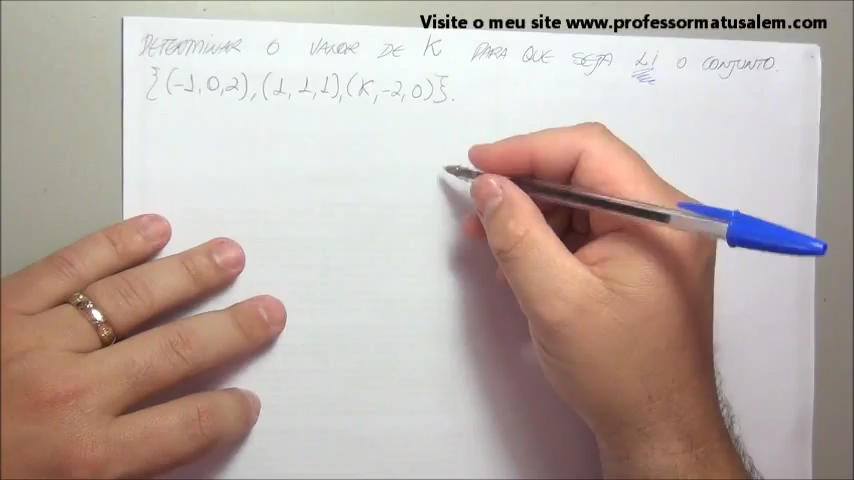 Visite o meu site www.professormatusalem.com
DETERMINAR O VALOR DE K PARA QUE SEJA LI O CONJUNTO.
{(-1,0,2),(1,1,1),(K,-2,0)}.